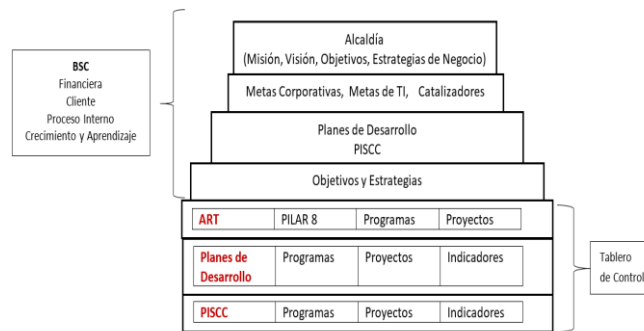 Alcaldía
(Misión, Visión, Objetivos, Estrategias de Negocio)
BSC
Financiera
Cliente
Proceso Interno
Crecimiento y Aprendizaje
Metas Corporativas, Metas de TI, Catalizadores
Planes de Desarrollo
PISCC
Objetivos y Estrategias
ART PILAR 8 Programas Proyectos
Planes de Programas Proyectos Indicadores
Desarrollo
PISCC Programas Proyectos Indicadores
Tablero
de Control